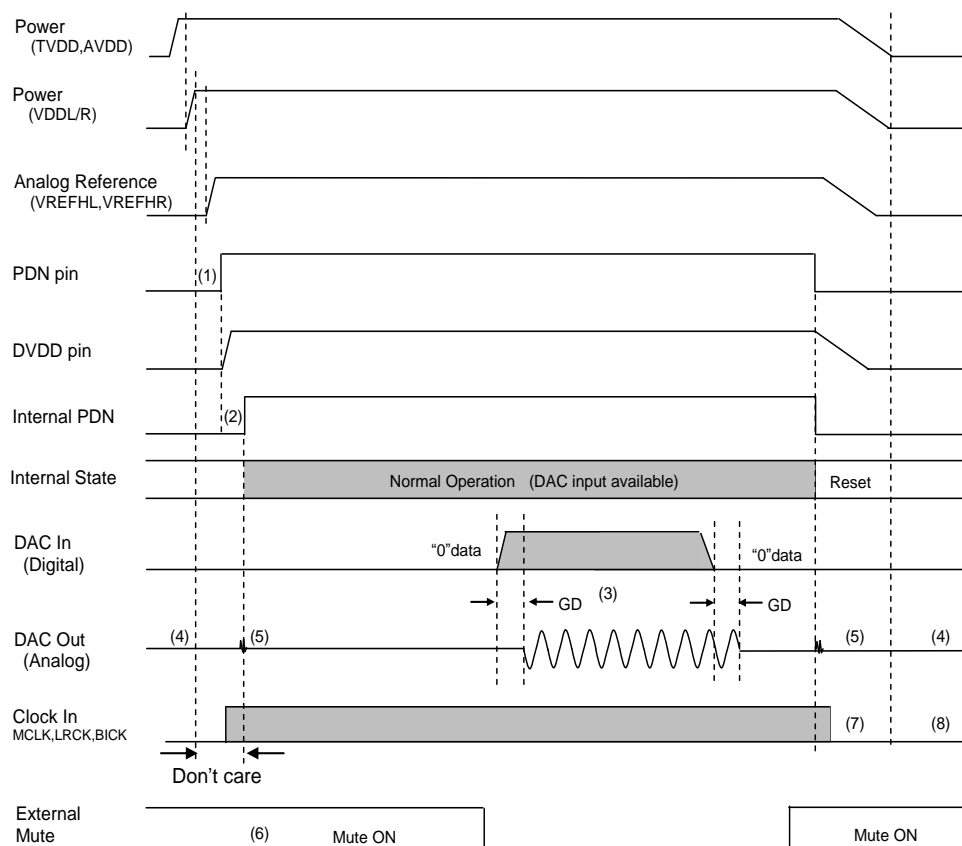 Power
(TVDD,AVDD)
Power
(VDDL/R)
Analog Reference
(VREFHL,VREFHR)
PDN pin
(1)
DVDD pin
Internal PDN
(2)
Internal State
Normal Operation (DAC input available)
Reset
DAC In
(Digital)
“0”data
“0”data
(3)
GD
GD
DAC Out
(Analog)
(4)
(5)
(5)
(4)
Clock In
MCLK,LRCK,BICK
(7)
(8)
Don’t care
External
Mute
(6)
Mute ON
Mute ON